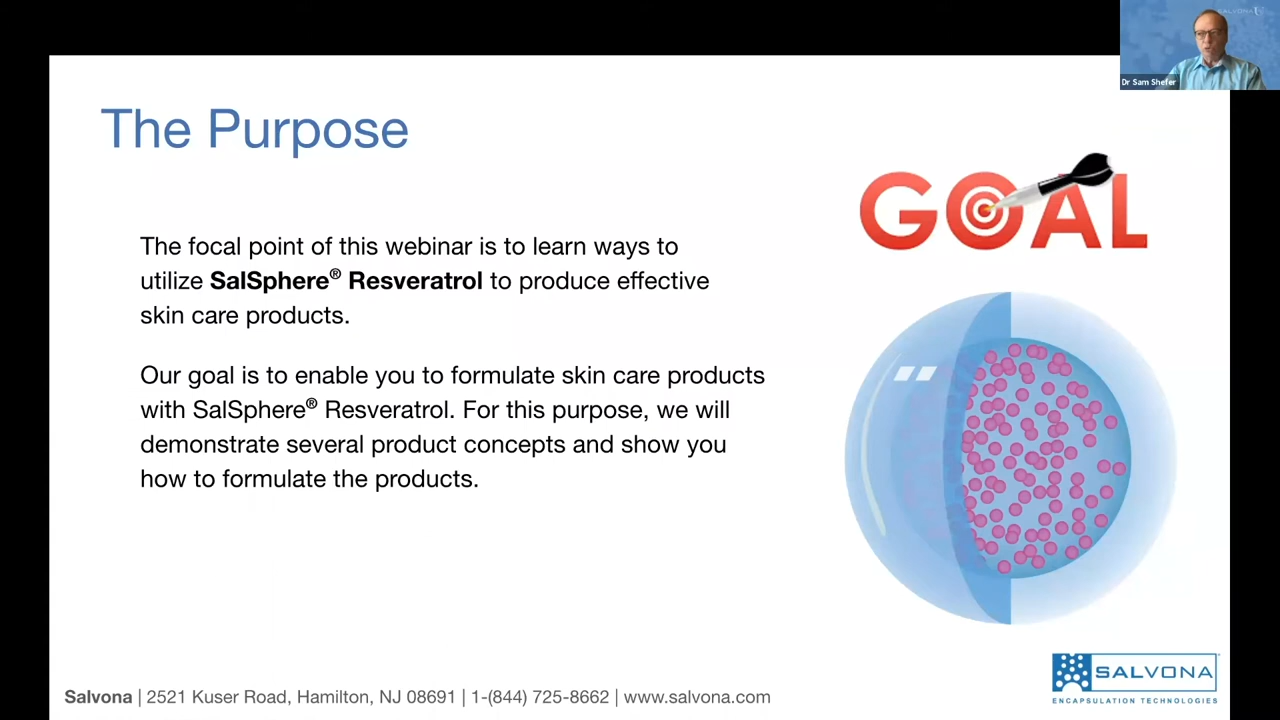 SALVONA
Dr Sam Shefer
The Purpose
GOAL
The focal point of this webinar is to learn ways to
utilize SalSphere® Resveratrol to produce effective
skin care products.
Our goal is to enable you to formulate skin care products
with SalSphere® Resveratrol. For this purpose, we will
demonstrate several product concepts and show you
how to formulate the products.
Salvona | 2521 Kuser Road, Hamilton, NJ 08691 | 1-(844) 725-8662 | www.salvona.com
SALVONA
ENCAPSULATION TECHNOLOGIES